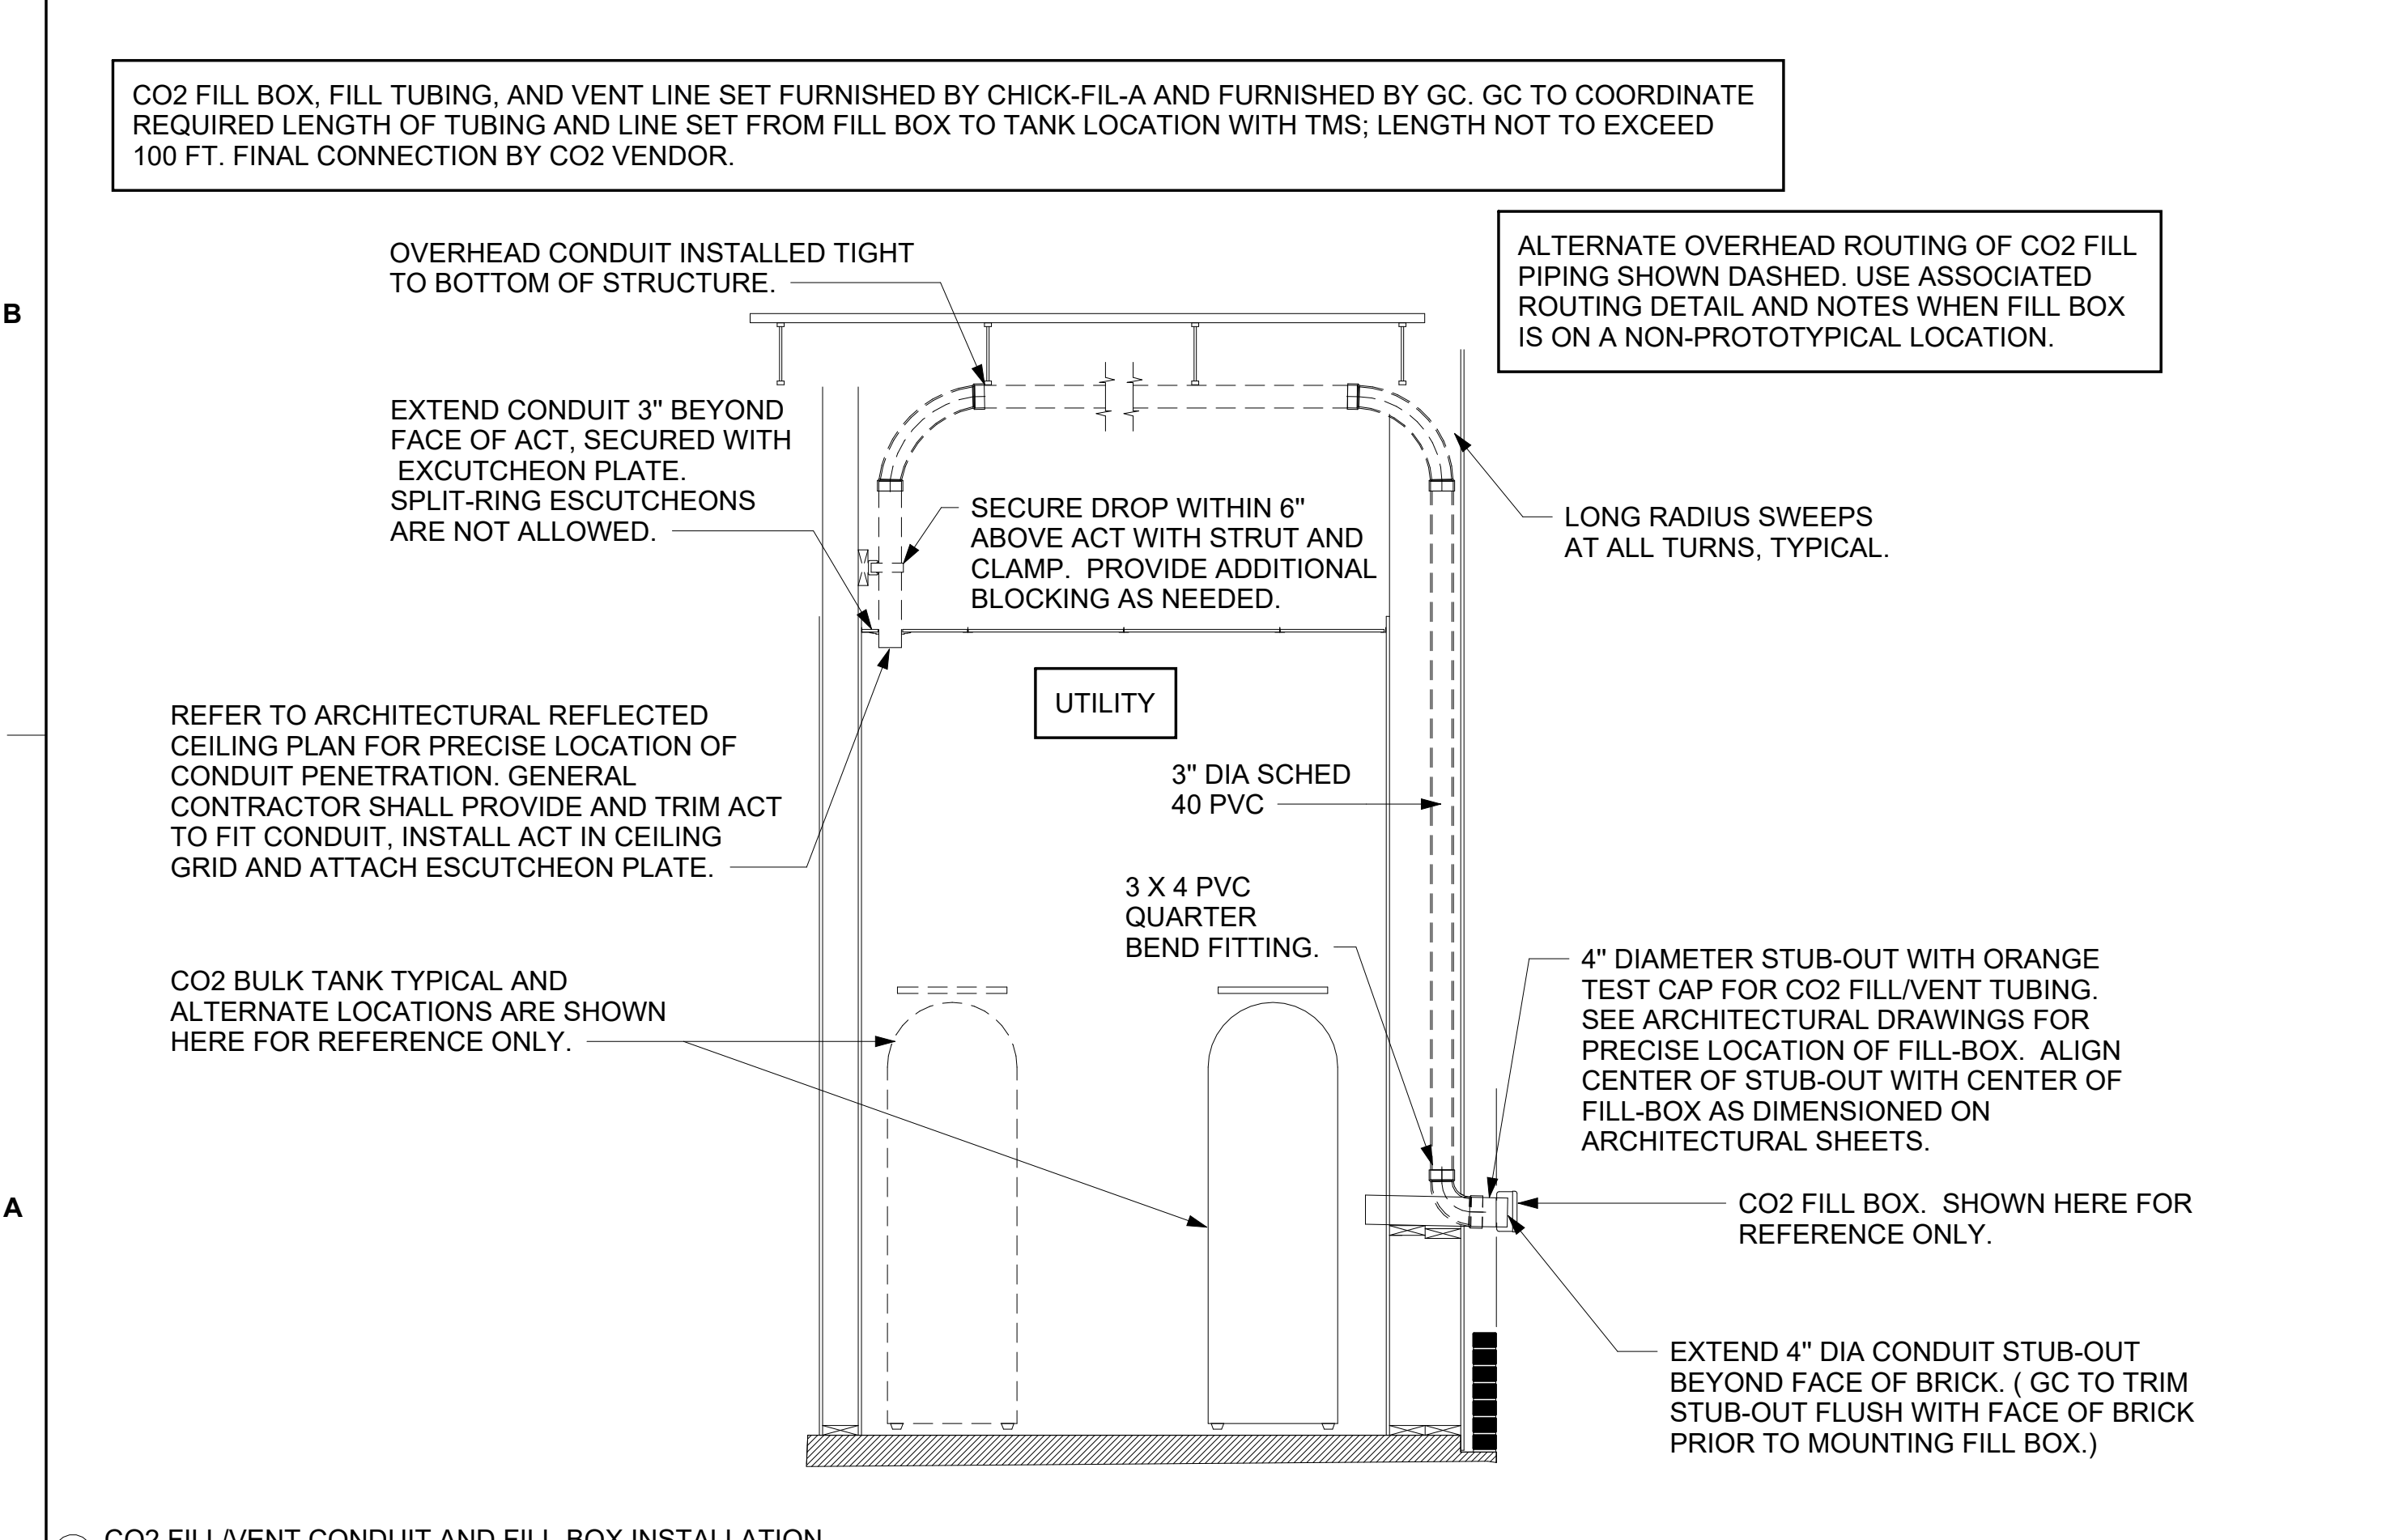 CO2 FILL BOX, FILL TUBING, AND VENT LINE SET FURNISHED BY CHICK-FIL-A AND FURNISHED BY GC. GC TO COORDINATE
REQUIRED LENGTH OF TUBING AND LINE SET FROM FILL BOX TO TANK LOCATION WITH TMS; LENGTH NOT TO EXCEED
100 FT. FINAL CONNECTION BY CO2 VENDOR.
ALTERNATE OVERHEAD ROUTING OF CO2 FILL
PIPING SHOWN DASHED. USE ASSOCIATED
ROUTING DETAIL AND NOTES WHEN FILL BOX
IS ON A NON-PROTOTYPICAL LOCATION.
OVERHEAD CONDUIT INSTALLED TIGHT
TO BOTTOM OF STRUCTURE.
B
EXTEND CONDUIT 3" BEYOND
FACE OF ACT, SECURED WITH
EXCUTCHEON PLATE.
SPLIT-RING ESCUTCHEONS
ARE NOT ALLOWED.
SECURE DROP WITHIN 6"
ABOVE ACT WITH STRUT AND
CLAMP. PROVIDE ADDITIONAL
BLOCKING AS NEEDED.
LONG RADIUS SWEEPS
AT ALL TURNS, TYPICAL.
UTILITY
REFER TO ARCHITECTURAL REFLECTED
CEILING PLAN FOR PRECISE LOCATION OF
CONDUIT PENETRATION. GENERAL
CONTRACTOR SHALL PROVIDE AND TRIM ACT
TO FIT CONDUIT, INSTALL ACT IN CEILING
GRID AND ATTACH ESCUTCHEON PLATE.
3" DIA SCHED
40 PVC
3 X 4 PVC
QUARTER
BEND FITTING.
CO2 BULK TANK TYPICAL AND
ALTERNATE LOCATIONS ARE SHOWN
HERE FOR REFERENCE ONLY.
4" DIAMETER STUB-OUT WITH ORANGE
TEST CAP FOR CO2 FILL/VENT TUBING.
SEE ARCHITECTURAL DRAWINGS FOR
PRECISE LOCATION OF FILL-BOX. ALIGN
CENTER OF STUB-OUT WITH CENTER OF
FILL-BOX AS DIMENSIONED ON
ARCHITECTURAL SHEETS.
A
CO2 FILL BOX. SHOWN HERE FOR
REFERENCE ONLY.
EXTEND 4" DIA CONDUIT STUB-OUT
BEYOND FACE OF BRICK. ( GC TO TRIM
STUB-OUT FLUSH WITH FACE OF BRICK
PRIOR TO MOUNTING FILL BOX.)
CO2 FILL/VENT CONDUIT AND FILL BOX INSTALLATION